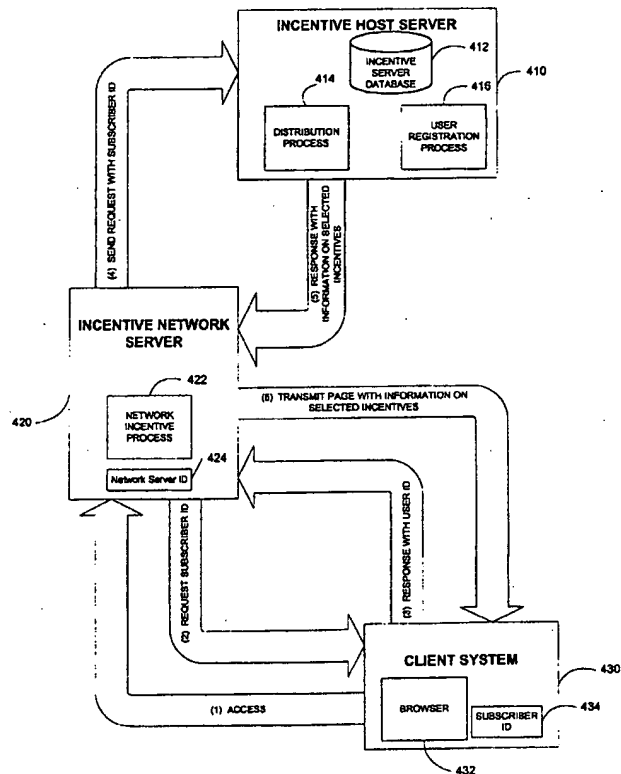 INCENTIVE HOST SERVER
412
INCENTIVE
SERVER
DATABASE
414
416
410
DISTRIBUTION
PROCESS
USER
REGISTRATION
PROCESS
(4) SEND REQUEST WITH SUBSCRIBER ID
(5) RESPONSE WITH
INFORMATION ON SELECTED
INCENTIVES
INCENTIVE NETWORK
SERVER
422
420
NETWORK
INCENTIVE
PROCESS
424
Network Server ID
(6) TRANSMIT PAGE WITH INFORMATION ON
SELECTED INCENTIVES
(2) REQUEST SUBSCRIBER ID
(3) RESPONSE WITH USER ID
CLIENT SYSTEM
430
BROWSER
434
SUBSCRIBER
ID
(1) ACCESS
432